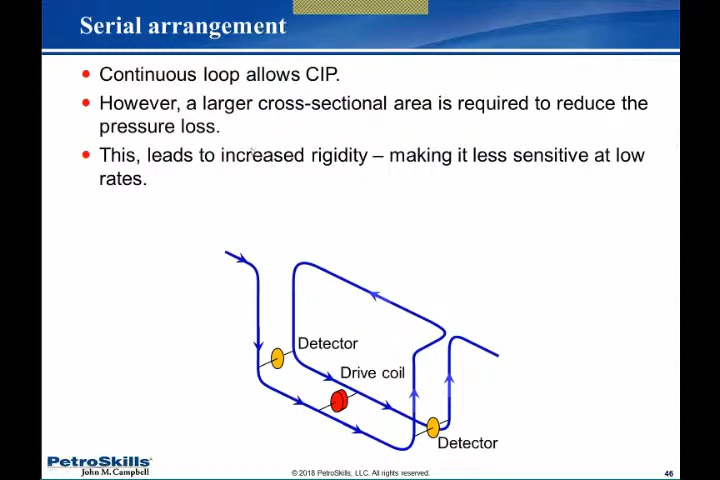 Serial arrangement
• Continuous loop allows CIP.
• However, a larger cross-sectional area is required to reduce the
pressure loss.
• This, leads to increased rigidity – making it less sensitive at low
rates.
Detector
Drive coil
Detector
PetroSkills®
John M. Campbell
© 2018 PetroSkills, LLC. All rights reserved.
46